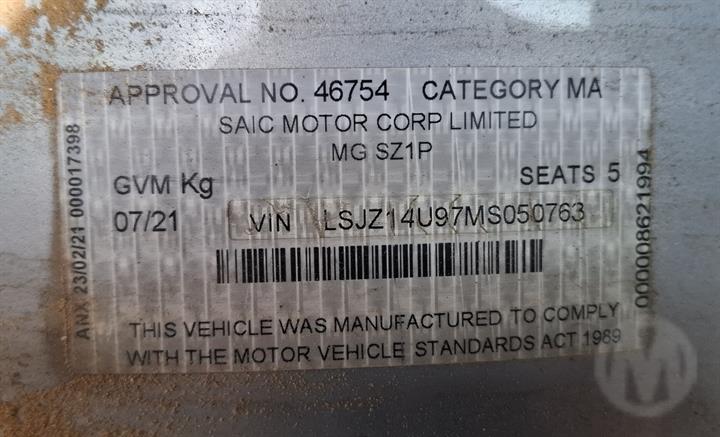 APPROVAL NO. 46754 CATEGORY MA
SAIC MOTOR CORP LIMITED
MG SZ1P
GVM Kg SEATS 5
07/21 VIN LSJZ14U97MS050763
THIS VEHICLE WAS MANUFACTURED TO COMPLY
WITH THE MOTOR VEHICLE STANDARDS ACT 1989
ANX 23/02/21 000017398
000008621994
M